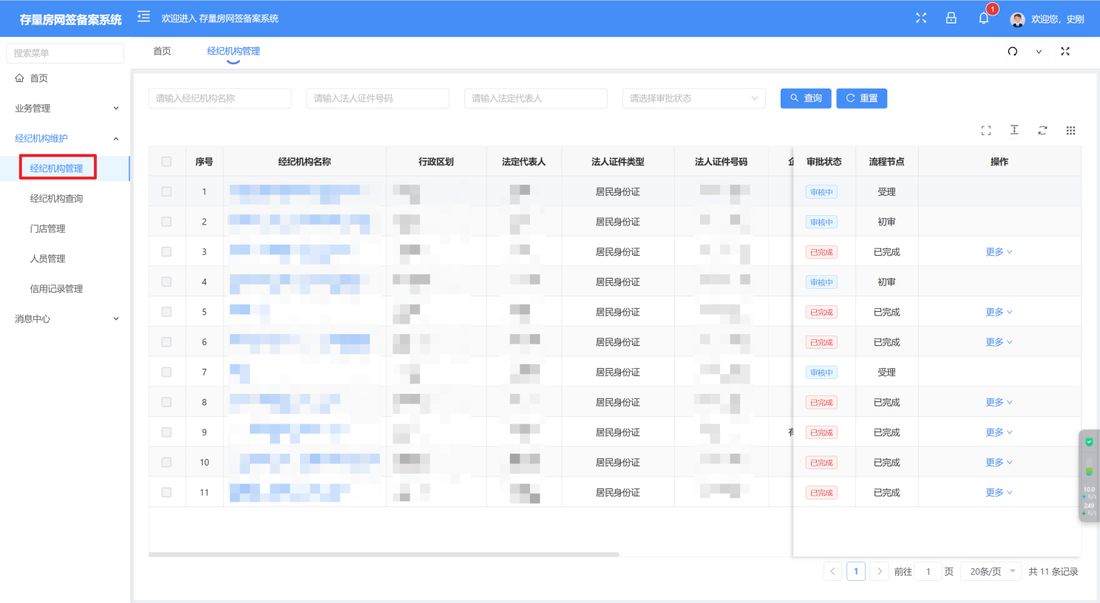 存量房网签备案系统 欢迎进入 存量房网签备案系统 1 欢迎您，史刚
搜索菜单 首页 经纪机构管理
首页
业务管理
经纪机构维护
经纪机构管理
经纪机构查询
门店管理
人员管理
信用记录管理
消息中心
请输入经纪机构名称 请输入法人证件号码 请输入法定代表人 请选择审批状态 查询 重置
序号 经纪机构名称 行政区划 法定代表人 法人证件类型 法人证件号码 审批状态 流程节点 操作
1 居民身份证 审核中 受理
2 居民身份证 审核中 初审
3 居民身份证 已完成 已完成 更多
4 居民身份证 审核中 初审
5 居民身份证 已完成 已完成 更多
6 居民身份证 已完成 已完成 更多
7 居民身份证 审核中 受理
8 居民身份证 已完成 已完成 更多
9 居民身份证 已完成 已完成 更多
10 居民身份证 已完成 已完成 更多
11 居民身份证 已完成 已完成 更多
1 前往 1 页 20条/页 共 11 条记录